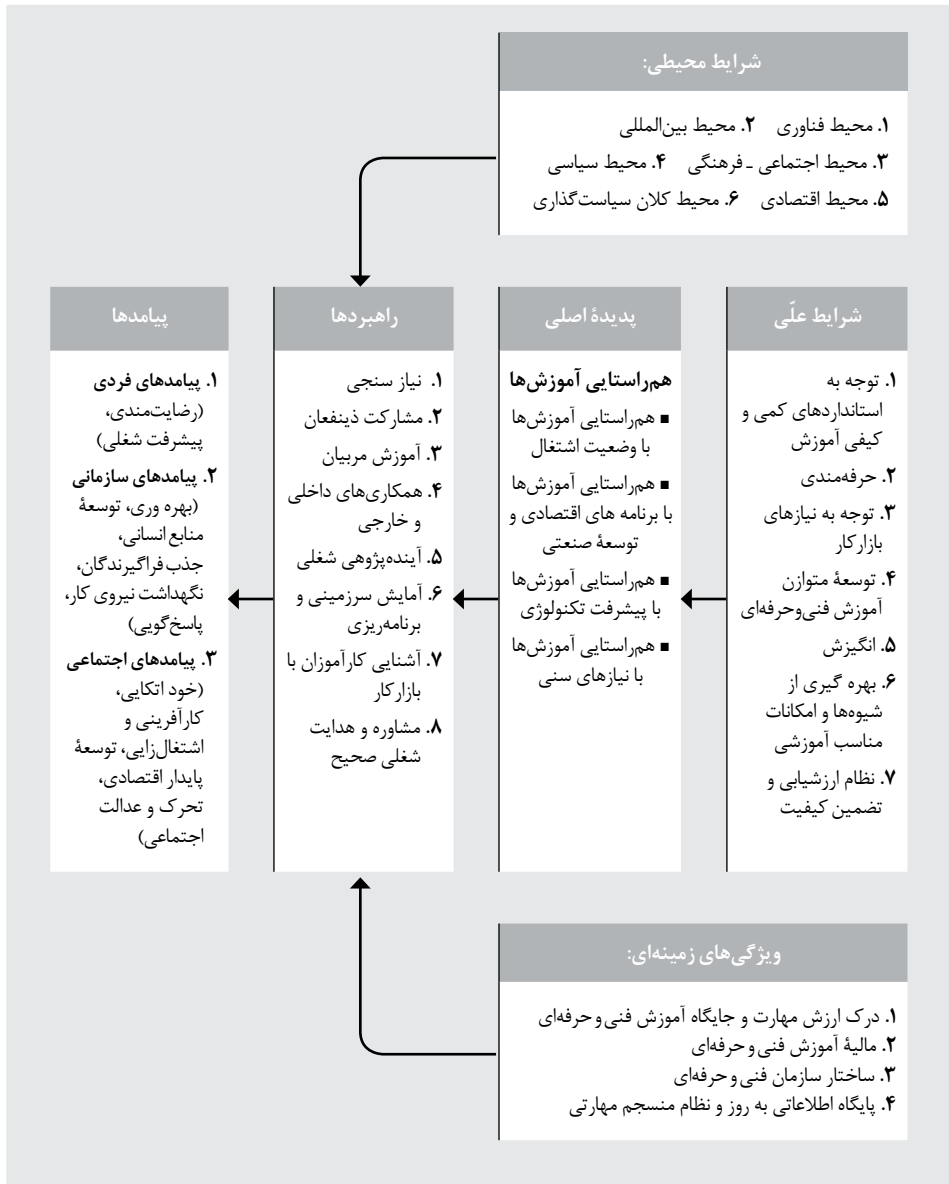 شرایط محیطی:
۱. محیط فناوری ۲. محیط بین‌المللی
۳. محیط اجتماعی ـ فرهنگی ۴. محیط سیاسی
۵. محیط اقتصادی ۶. محیط کلان سیاست‌گذاری
شرایط علّی
۱. توجه به
استانداردهای کمی و
کیفی آموزش
۲. حرفه‌مندی
۳. توجه به نیازهای
بازار کار
۴. توسعهٔ متوازن
آموزش فنی‌وحرفه‌ای
۵. انگیزش
۶. بهره گیری از
شیوه‌ها و امکانات
مناسب آموزشی
۷. نظام ارزشیابی و
تضمین کیفیت
پدیدهٔ اصلی
هم‌راستایی آموزش‌ها
■ هم‌راستایی آموزش‌ها
با وضعیت اشتغال
■ هم‌راستایی آموزش‌ها
با برنامه های اقتصادی و
توسعهٔ صنعتی
■ هم‌راستایی آموزش‌ها
با پیشرفت تکنولوژی
■ هم‌راستایی آموزش‌ها
با نیازهای سنی
راهبردها
۱. نیاز سنجی
۲. مشارکت ذینفعان
۳. آموزش مربیان
۴. همکاری‌های داخلی
و خارجی
۵. آینده‌پژوهی شغلی
۶. آمایش سرزمینی و
برنامه‌ریزی
۷. آشنایی کارآموزان با
بازار کار
۸. مشاوره و هدایت
شغلی صحیح
پیامدها
۱. پیامدهای فردی
(رضایت‌مندی،
پیشرفت شغلی)
۲. پیامدهای سازمانی
(بهره وری، توسعهٔ
منابع انسانی،
جذب فراگیرندگان،
نگهداشت نیروی کار،
پاسخ‌گویی)
۳. پیامدهای اجتماعی
(خود اتکایی،
کارآفرینی و
اشتغال‌زایی، توسعهٔ
پایدار اقتصادی،
تحرک و عدالت
اجتماعی)
ویژگی‌های زمینه‌ای:
۱. درک ارزش مهارت و جایگاه آموزش فنی و حرفه‌ای
۲. مالیهٔ آموزش فنی و حرفه‌ای
۳. ساختار سازمان فنی و حرفه‌ای
۴. پایگاه اطلاعاتی به روز و نظام منسجم مهارتی